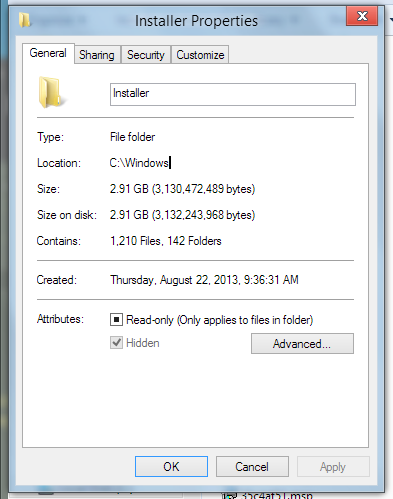 Installer Properties
General Sharing Security Customize
Installer
Type: File folder
Location: C:\Windows
Size: 2.91 GB (3,130,472,489 bytes)
Size on disk: 2.91 GB (3,132,243,968 bytes)
Contains: 1,210 Files, 142 Folders
Created: Thursday, August 22, 2013, 9:36:31 AM
Attributes: Read-only (Only applies to files in folder)
Hidden Advanced...
OK Cancel Apply
35c4af51.msp